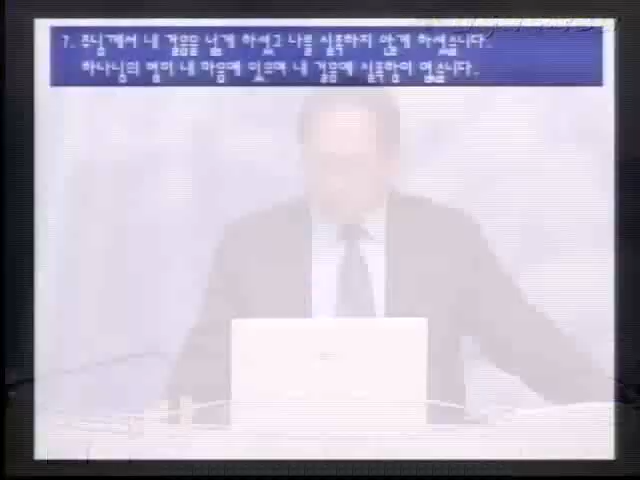 7. 주님께서 내 걸음을 넓게 하셨고 나를 실족하지 않게 하셨습니다.
하나님의 법이 내 마음에 있으며 내 걸음에 실족함이 없습니다.